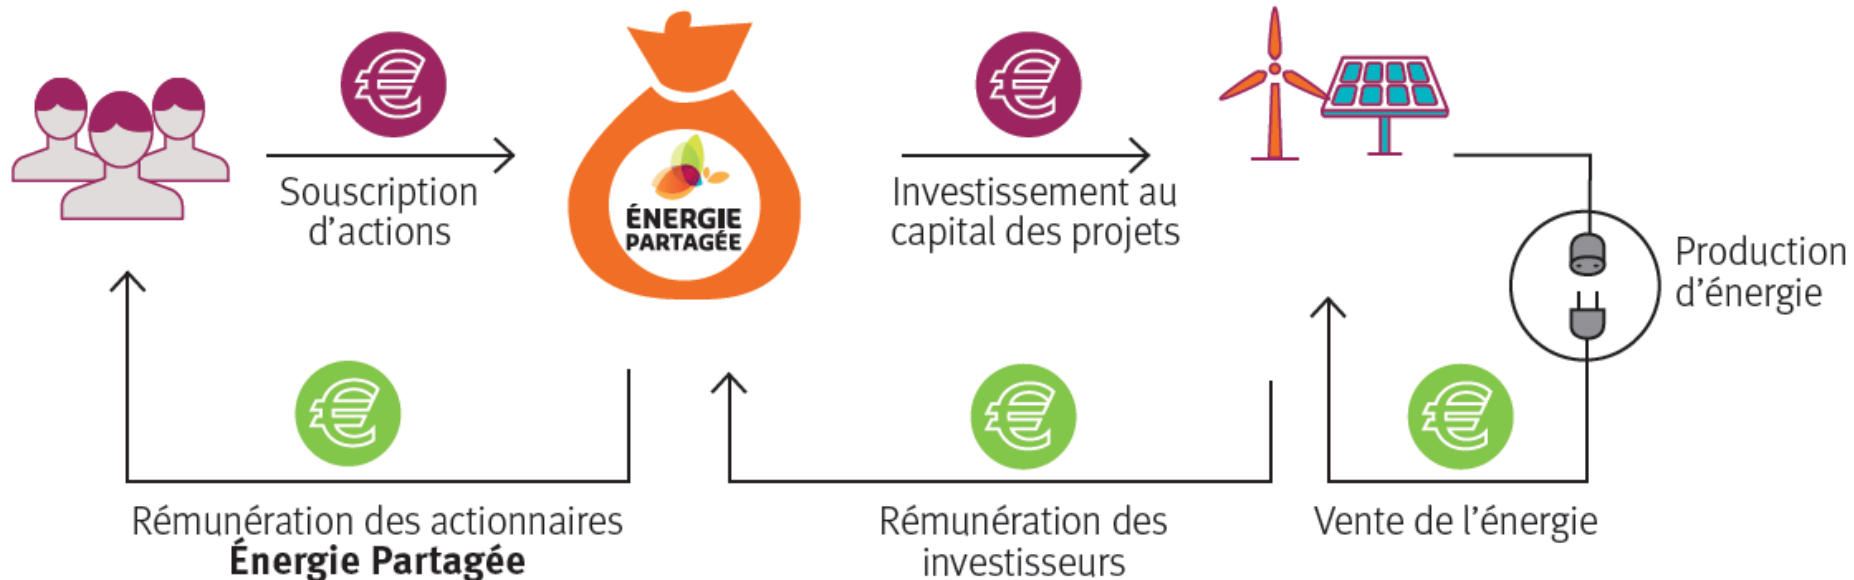 Souscription
d'actions
ÉNERGIE
PARTAGÉE
Investissement au
capital des projets
Production
d'énergie
Rémunération des actionnaires
Énergie Partagée
Rémunération des
investisseurs
Vente de l'énergie